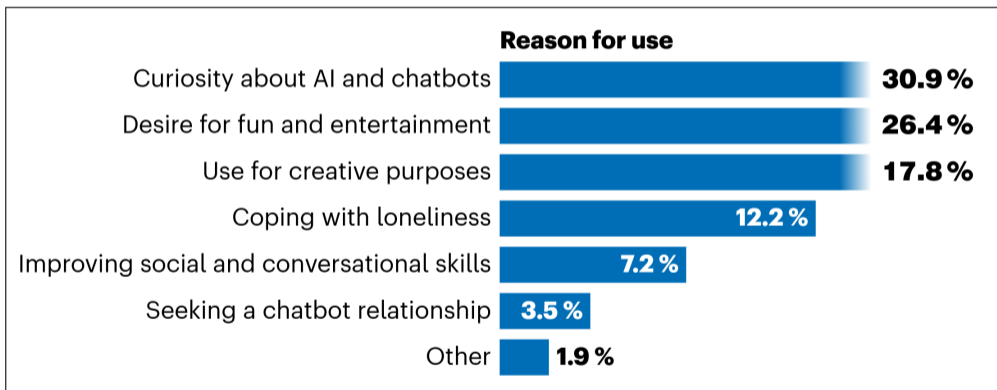 Reason for use
Curiosity about AI and chatbots 30.9 %
Desire for fun and entertainment 26.4 %
Use for creative purposes 17.8 %
Coping with loneliness 12.2 %
Improving social and conversational skills 7.2 %
Seeking a chatbot relationship 3.5 %
Other 1.9 %